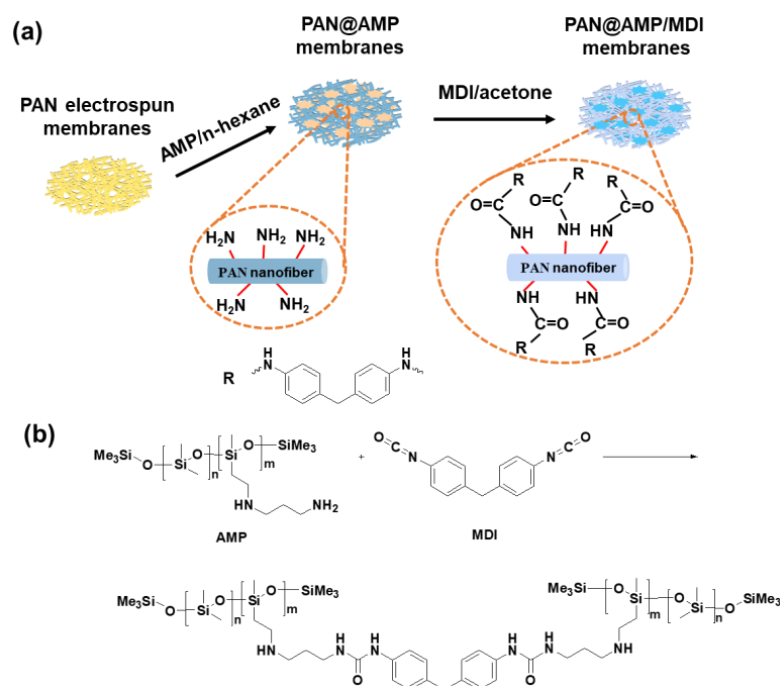 (a)
PAN electrospun
membranes
AMP/n-hexane
PAN@AMP
membranes
MDI/acetone
PAN@AMP/MDI
membranes
H₂N NH₂ NH₂
PAN nanofiber
H₂N NH₂
R R R
O=C O=C C=O
NH NH HN
PAN nanofiber
NH HN
C=O C=O
R R
R
H
N
H
N
(b)
Me₃Si O Si O n Si O SiMe₃ m
HN NH₂
AMP
+
O=C=N N=C=O
MDI
Me₃Si O Si O n Si O SiMe₃ m
HN
H
N
O
H
N
H
N
O
H
N
NH
Me₃Si O Si m O Si n O SiMe₃